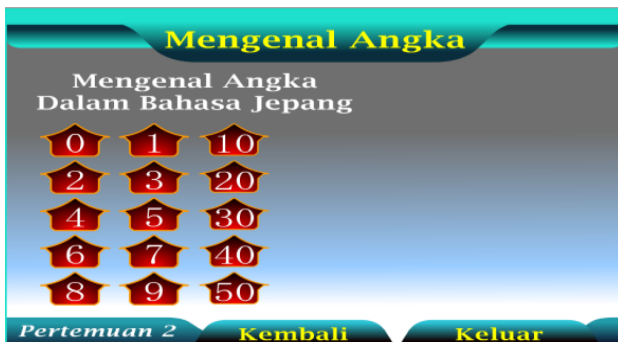 Mengenal Angka
Mengenal Angka
Dalam Bahasa Jepang
0 1 10
2 3 20
4 5 30
6 7 40
8 9 50
Pertemuan 2 Kembali Keluar